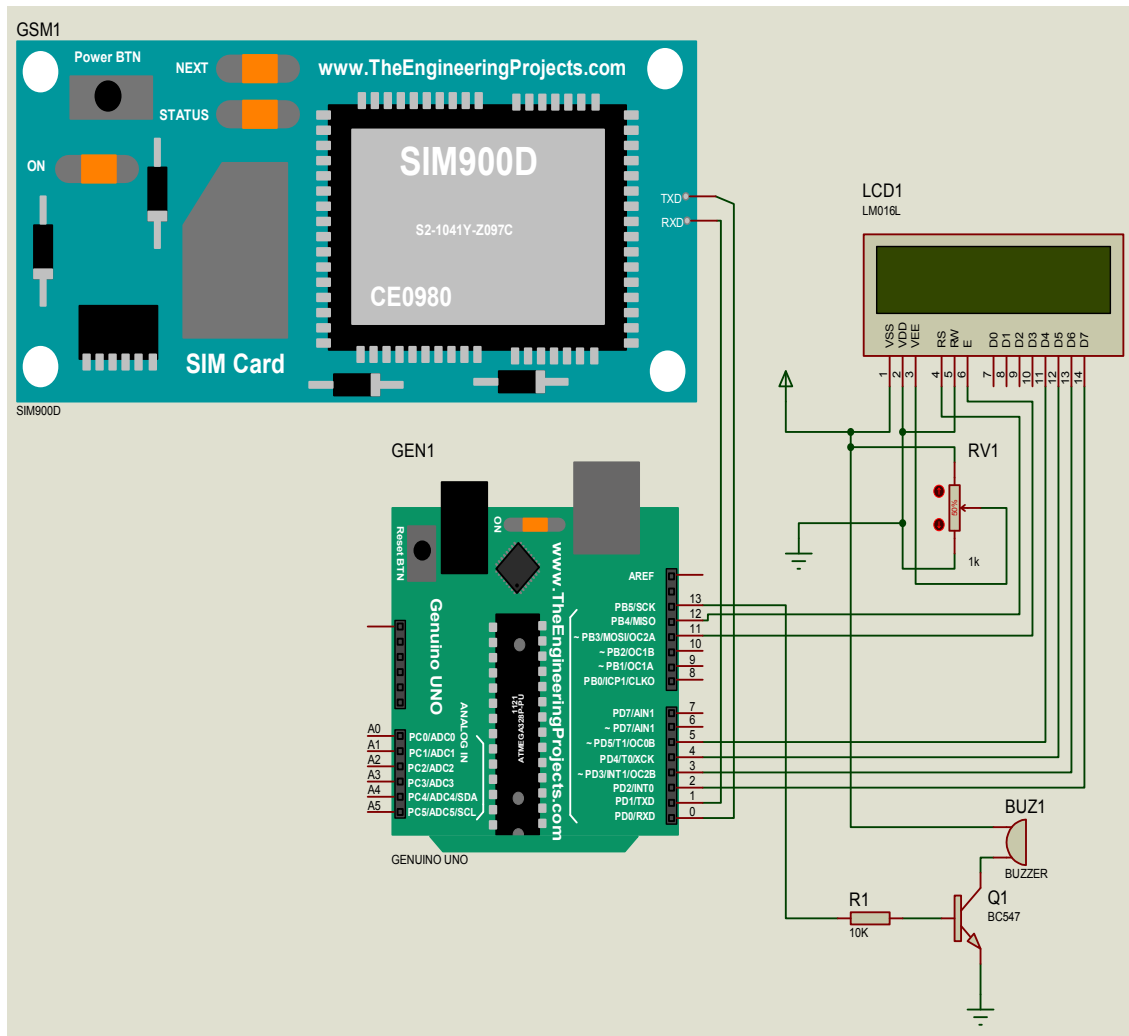 GSM1
Power BTN
NEXT
www.TheEngineeringProjects.com
STATUS
ON
SIM900D
TXD
RXD
S2-1041Y-Z097C
CE0980
SIM Card
SIM900D
LCD1
LM016L
VSS
VDD
VEE
RS
RW
E
D0
D1
D2
D3
D4
D5
D6
D7
1
2
3
4
5
6
7
8
9
10
11
12
13
14
RV1
50%
1k
GEN1
Reset BTN
ON
www.TheEngineeringProjects.com
Genuino UNO
ANALOG IN
1121
ATMEGA328P-PU
AREF
PB5/SCK 13
PB4/MISO 12
~ PB3/MOSI/OC2A 11
~ PB2/OC1B 10
~ PB1/OC1A 9
PB0/ICP1/CLKO 8
PD7/AIN1 7
~ PD7/AIN1 6
~ PD5/T1/OC0B 5
PD4/T0/XCK 4
~ PD3/INT1/OC2B 3
PD2/INT0 2
PD1/TXD 1
PD0/RXD 0
A0 PC0/ADC0
A1 PC1/ADC1
A2 PC2/ADC2
A3 PC3/ADC3
A4 PC4/ADC4/SDA
A5 PC5/ADC5/SCL
GENUINO UNO
BUZ1
BUZZER
R1
10K
Q1
BC547